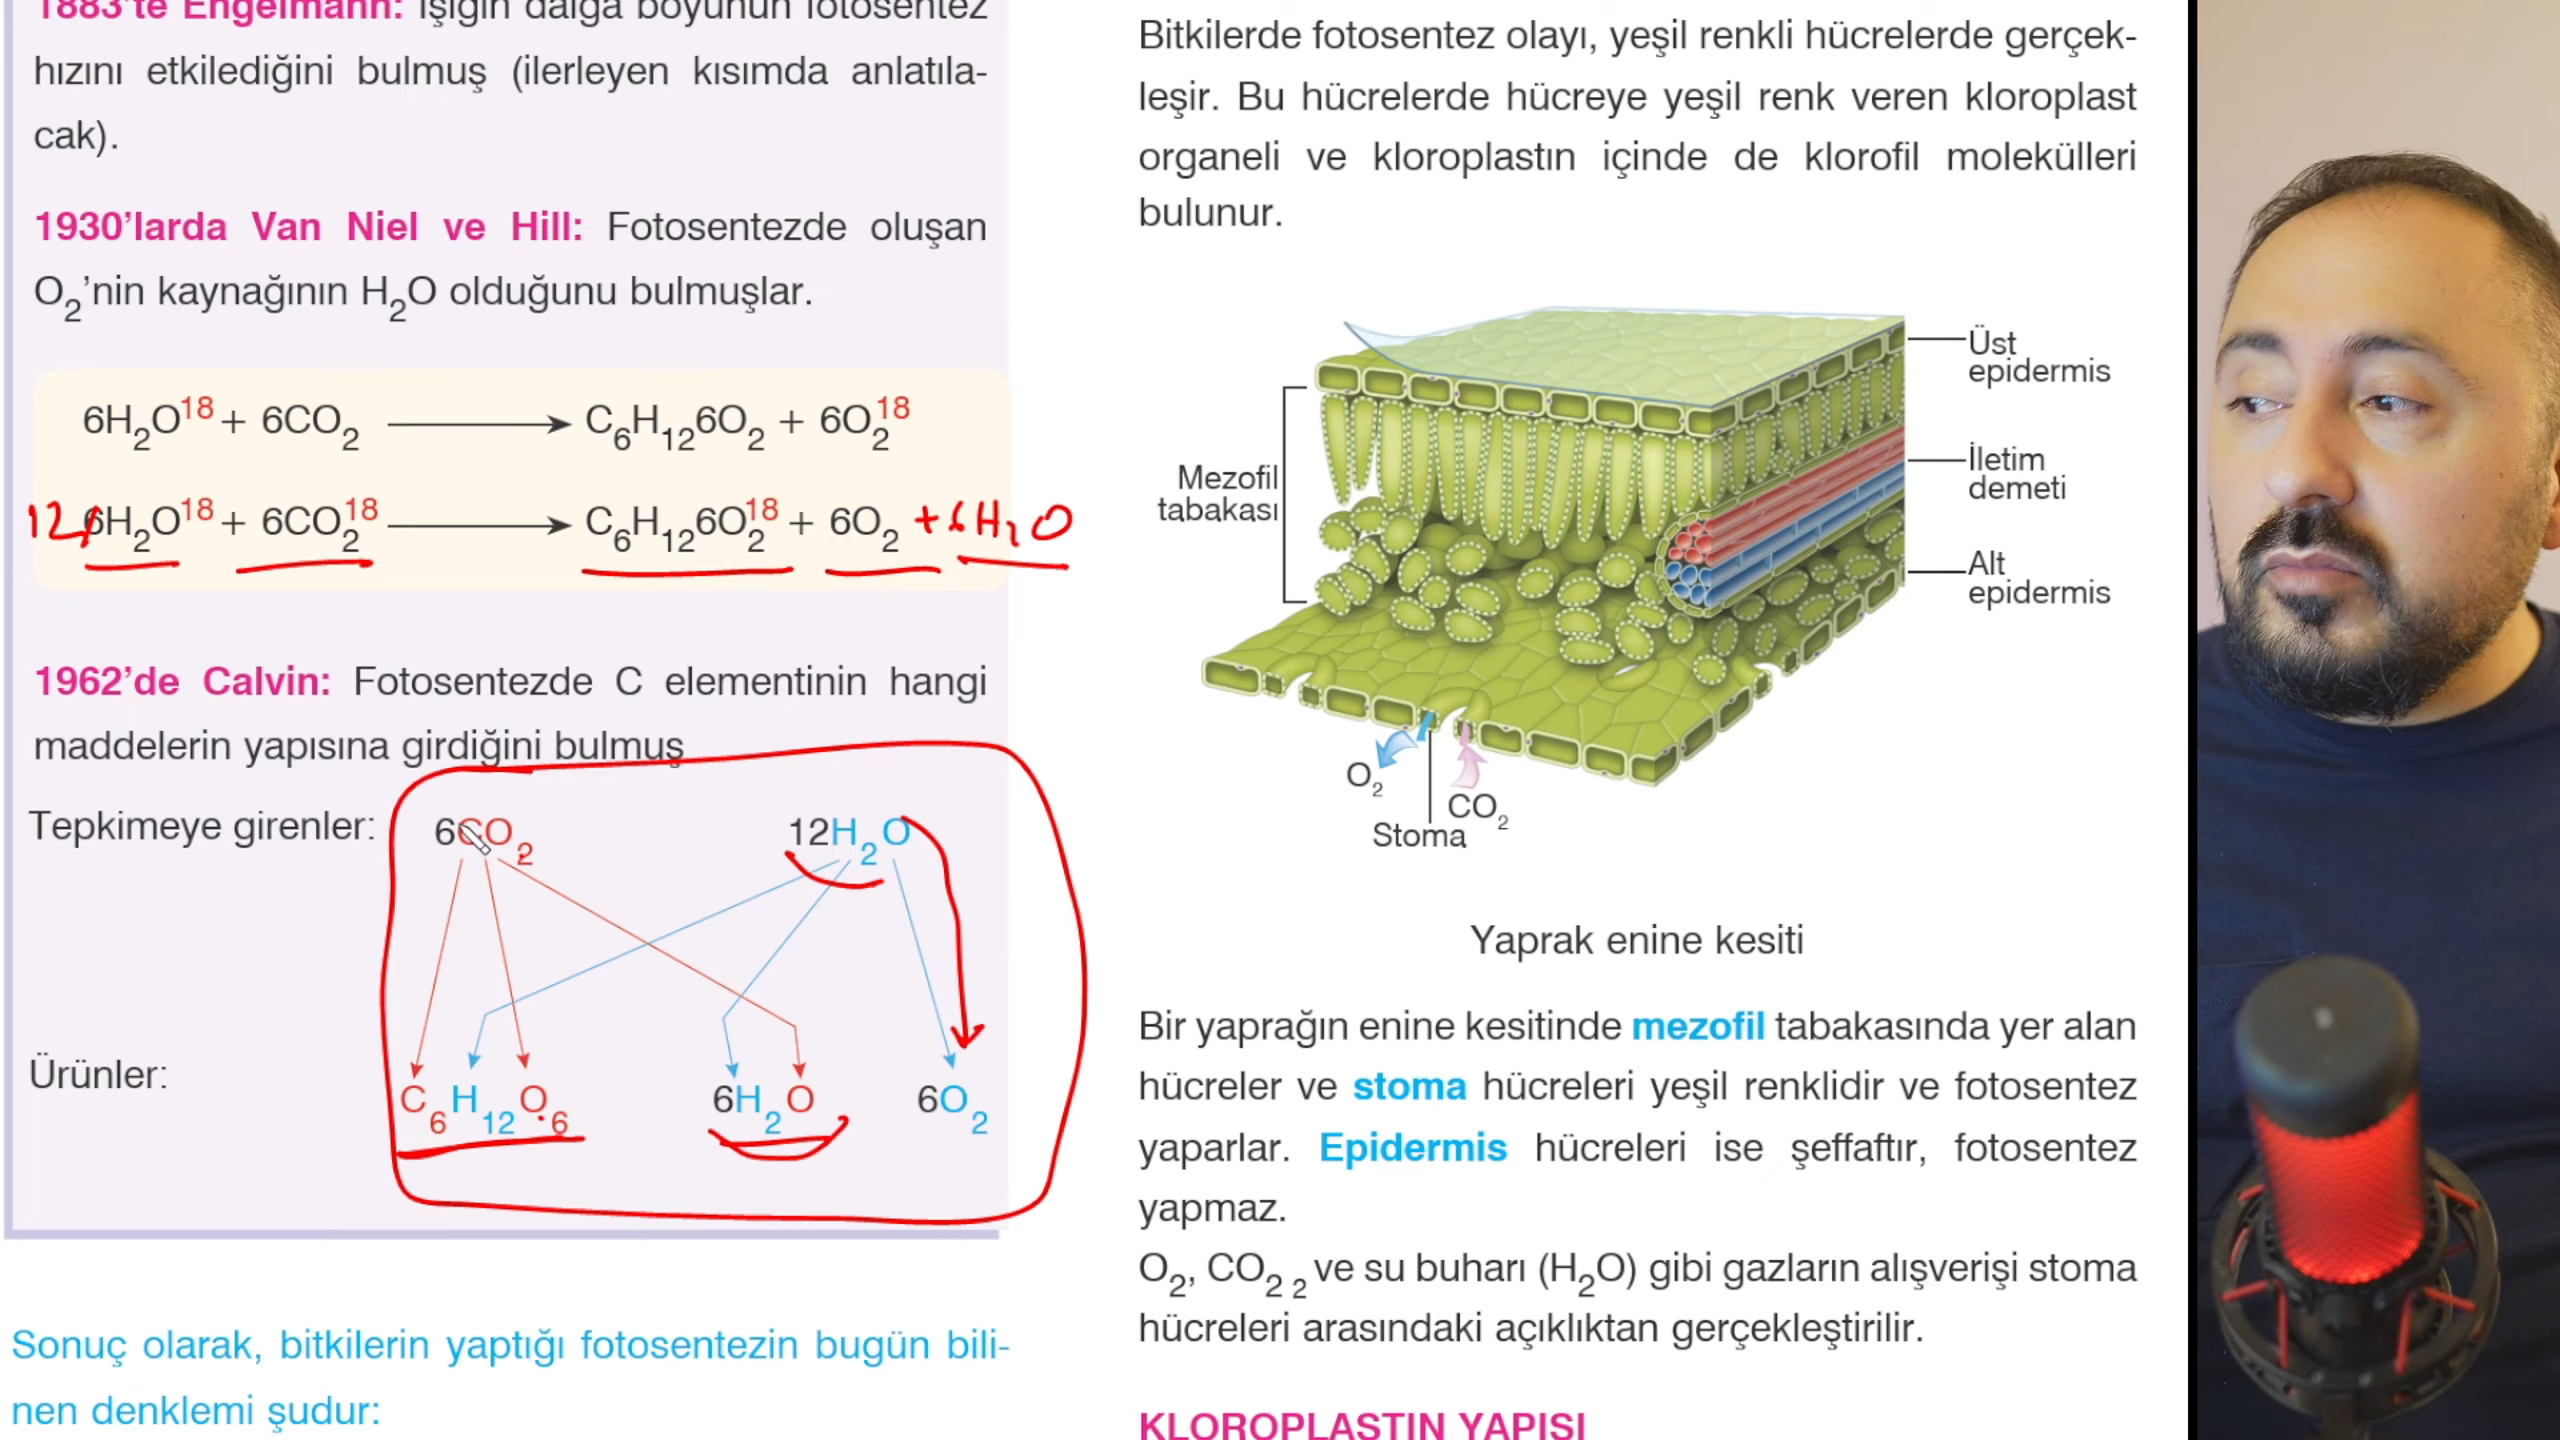 1883'te Engelmann: Işığın dalga boyunun fotosentez
hızını etkilediğini bulmuş (ilerleyen kısımda anlatıla-
cak).
1930'larda Van Niel ve Hill: Fotosentezde oluşan
O₂'nin kaynağının H₂O olduğunu bulmuşlar.
6H₂O¹⁸ + 6CO₂ → C₆H₁₂6O₂ + 6O₂¹⁸
12 6H₂O¹⁸ + 6CO₂¹⁸ → C₆H₁₂6O₂¹⁸ + 6O₂ + 6H₂O
1962'de Calvin: Fotosentezde C elementinin hangi
maddelerin yapısına girdiğini bulmuş
Tepkimeye girenler: 6CO₂ 12H₂O
Ürünler: C₆H₁₂O₆ 6H₂O 6O₂
Sonuç olarak, bitkilerin yaptığı fotosentezin bugün bili-
nen denklemi şudur:
Bitkilerde fotosentez olayı, yeşil renkli hücrelerde gerçek-
leşir. Bu hücrelerde hücreye yeşil renk veren kloroplast
organeli ve kloroplastın içinde de klorofil molekülleri
bulunur.
Üst
epidermis
Mezofil
tabakası
İletim
demeti
Alt
epidermis
O₂
CO₂
Stoma
Yaprak enine kesiti
Bir yaprağın enine kesitinde mezofil tabakasında yer alan
hücreler ve stoma hücreleri yeşil renklidir ve fotosentez
yaparlar. Epidermis hücreleri ise şeffaftır, fotosentez
yapmaz.
O₂, CO₂ ₂ ve su buharı (H₂O) gibi gazların alışverişi stoma
hücreleri arasındaki açıklıktan gerçekleştirilir.
KLOROPLASTIN YAPISI